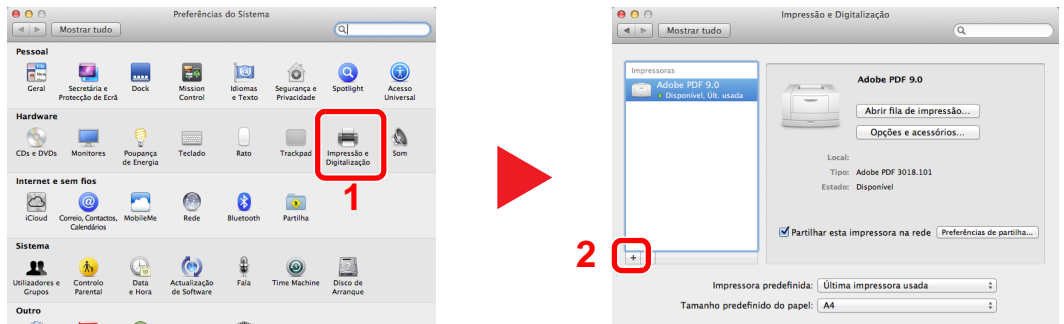 Preferências do Sistema
Mostrar tudo
Pessoal
Geral
Secretária e
Protecção de Ecrã
Dock
Mission
Control
Idiomas
e Texto
Segurança e
Privacidade
Spotlight
Acesso
Universal
Hardware
CDs e DVDs
Monitores
Poupança
de Energia
Teclado
Rato
Trackpad
Impressão e
Digitalização
Som
1
Internet e sem fios
iCloud
Correio, Contactos,
Calendários
MobileMe
Rede
Bluetooth
Partilha
Sistema
Utilizadores e
Grupos
Controlo
Parental
Data
e Hora
Actualização
de Software
Fala
Time Machine
Disco de
Arranque
Outro
Impressão e Digitalização
Mostrar tudo
Impressoras
Adobe PDF 9.0
Disponível, Últ. usada
Adobe PDF 9.0
Abrir fila de impressão...
Opções e acessórios...
Local:
Tipo: Adobe PDF 3018.101
Estado: Disponível
Partilhar esta impressora na rede
Preferências de partilha...
2
+
Impressora predefinida: Última impressora usada
Tamanho predefinido do papel: A4